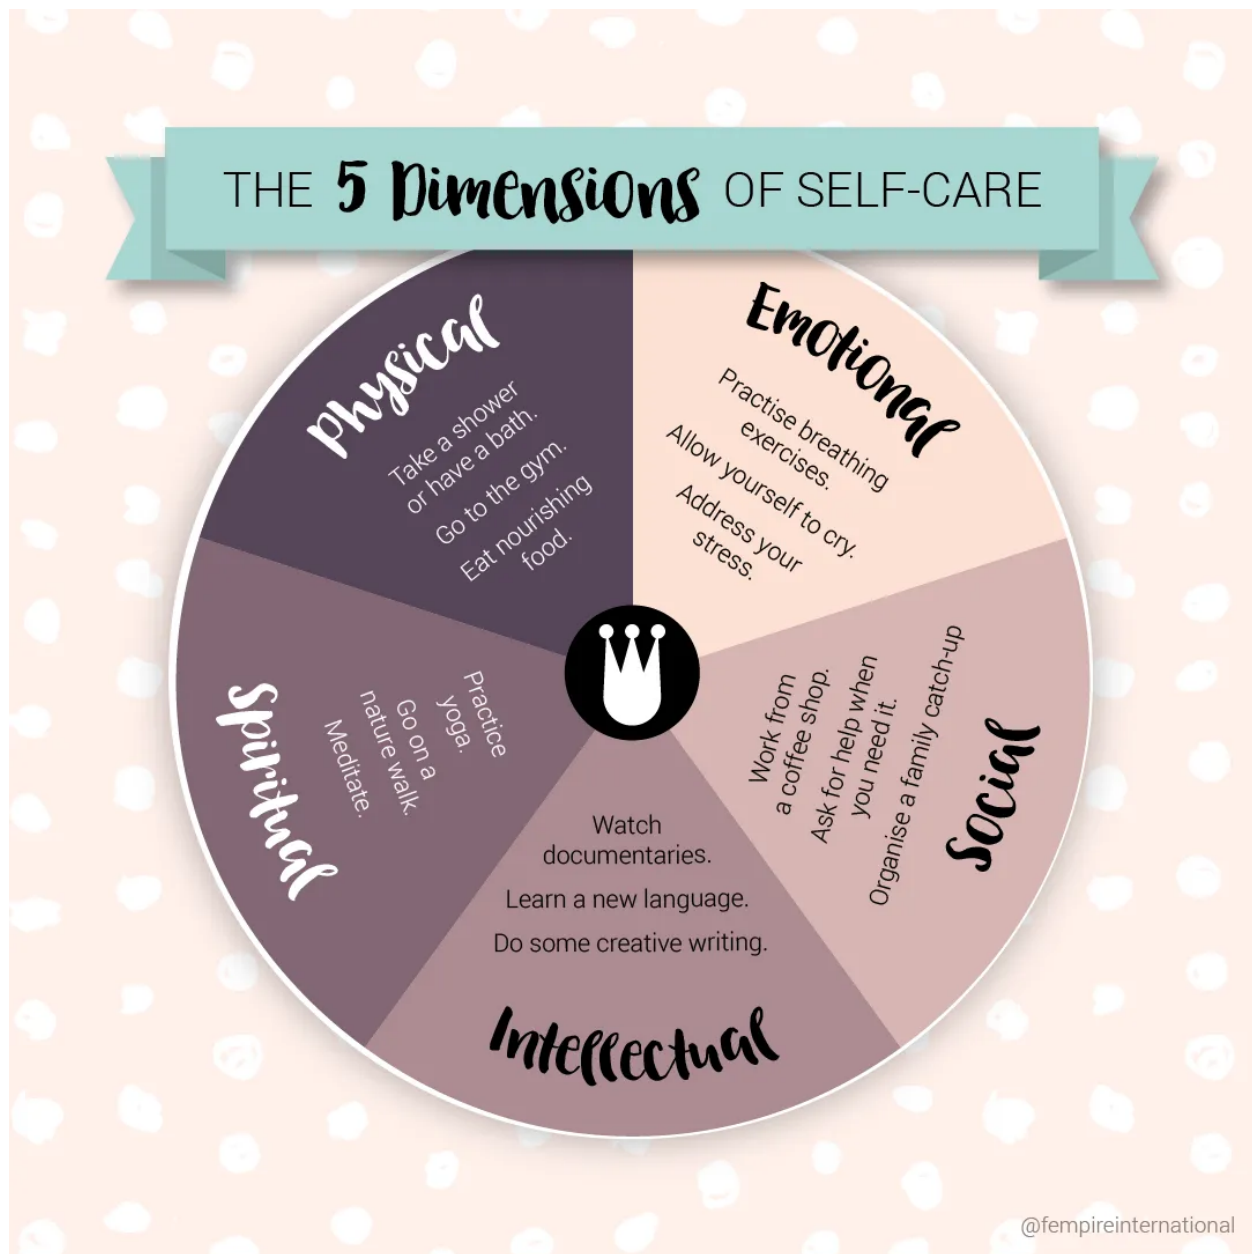 THE 5 Dimensions OF SELF-CARE
Physical
Take a shower
or have a bath.
Go to the gym.
Eat nourishing
food.
Emotional
Practise breathing
exercises.
Allow yourself to cry.
Address your
stress.
Social
Work from
a coffee shop.
Ask for help when
you need it.
Organise a family catch-up
Intellectual
Watch
documentaries.
Learn a new language.
Do some creative writing.
Spiritual
Practice
yoga.
Go on a
nature walk.
Meditate.
@fempireinternational